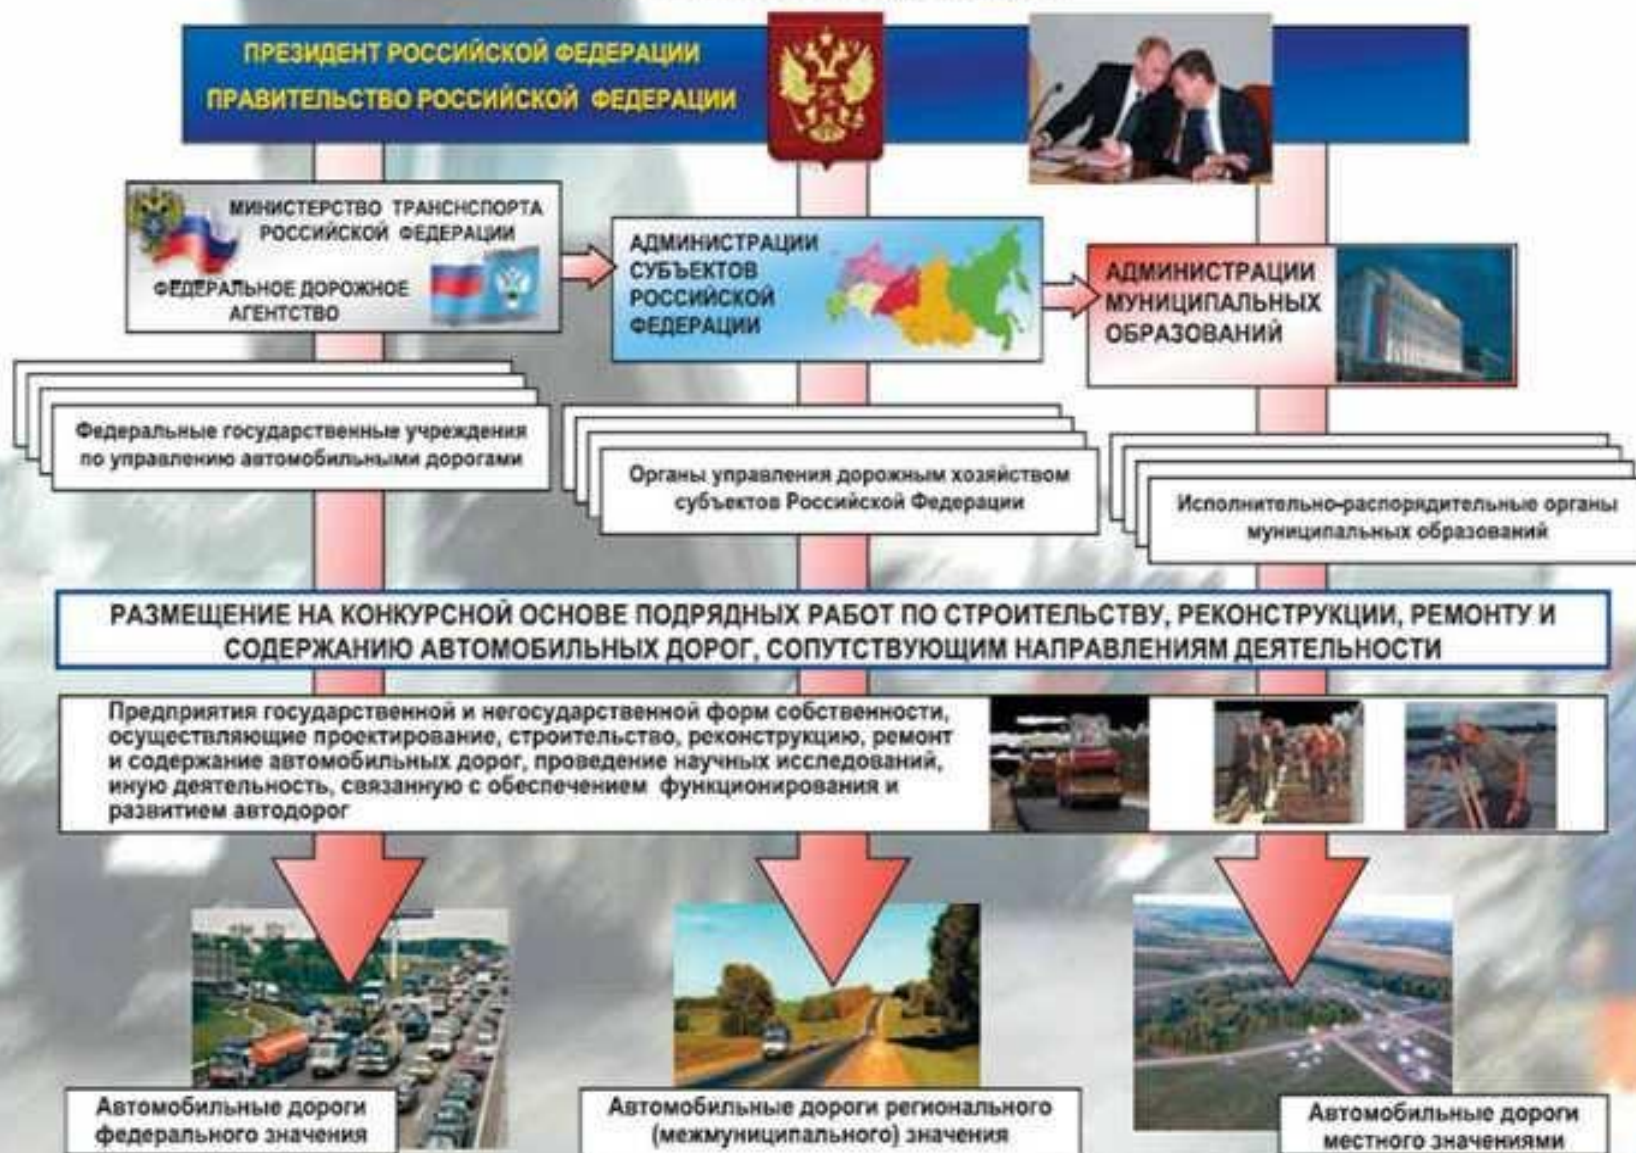 ПРЕЗИДЕНТ РОССИЙСКОЙ ФЕДЕРАЦИИ
ПРАВИТЕЛЬСТВО РОССИЙСКОЙ ФЕДЕРАЦИИ
МИНИСТЕРСТВО ТРАНСНСПОРТА
РОССИЙСКОЙ ФЕДЕРАЦИИ
ФЕДЕРАЛЬНОЕ ДОРОЖНОЕ
АГЕНТСТВО
АДМИНИСТРАЦИИ
СУБЪЕКТОВ
РОССИЙСКОЙ
ФЕДЕРАЦИИ
АДМИНИСТРАЦИИ
МУНИЦИПАЛЬНЫХ
ОБРАЗОВАНИЙ
Федеральные государственные учреждения
по управлению автомобильными дорогами
Органы управления дорожным хозяйством
субъектов Российской Федерации
Исполнительно-распорядительные органы
муниципальных образований
РАЗМЕЩЕНИЕ НА КОНКУРСНОЙ ОСНОВЕ ПОДРЯДНЫХ РАБОТ ПО СТРОИТЕЛЬСТВУ, РЕКОНСТРУКЦИИ, РЕМОНТУ И
СОДЕРЖАНИЮ АВТОМОБИЛЬНЫХ ДОРОГ, СОПУТСТВУЮЩИМ НАПРАВЛЕНИЯМ ДЕЯТЕЛЬНОСТИ
Предприятия государственной и негосударственной форм собственности,
осуществляющие проектирование, строительство, реконструкцию, ремонт
и содержание автомобильных дорог, проведение научных исследований,
иную деятельность, связанную с обеспечением функционирования и
развитием автодорог
Автомобильные дороги
федерального значения
Автомобильные дороги регионального
(межмуниципального) значения
Автомобильные дороги
местного значениями